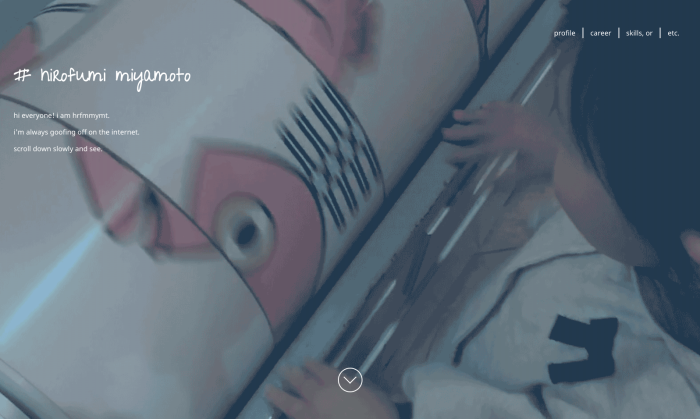 profile | career | skills, or | etc.
# hirofumi miyamoto
hi everyone! i am hrfmmymt.
i'm always goofing off on the internet.
scroll down slowly and see.